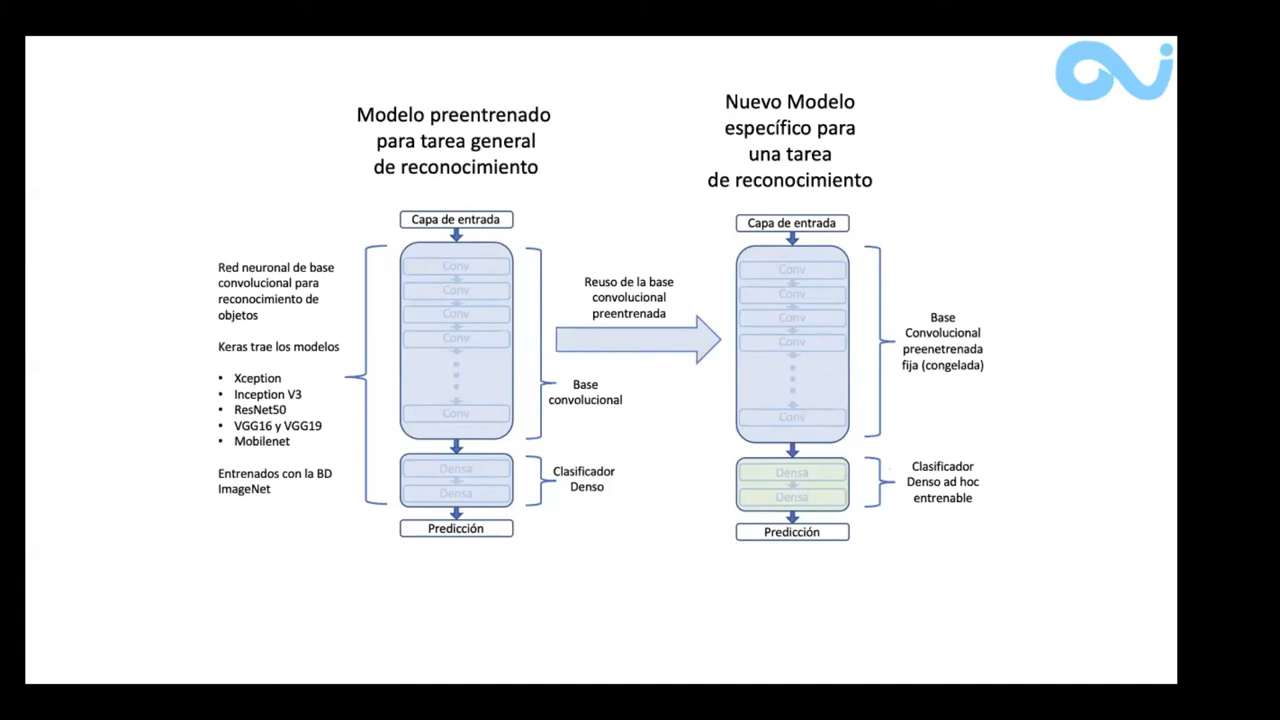 Modelo preentrenado
para tarea general
de reconocimiento
Nuevo Modelo
específico para
una tarea
de reconocimiento
Red neuronal de base
convolucional para
reconocimiento de
objetos
Keras trae los modelos
• Xception
• Inception V3
• ResNet50
• VGG16 y VGG19
• Mobilenet
Entrenados con la BD
ImageNet
Capa de entrada
Conv
Conv
Conv
Conv
Conv
Densa
Densa
Predicción
Base
convolucional
Clasificador
Denso
Reuso de la base
convolucional
preentrenada
Capa de entrada
Conv
Conv
Conv
Conv
Conv
Densa
Densa
Predicción
Base
Convolucional
preenetrenada
fija (congelada)
Clasificador
Denso ad hoc
entrenable